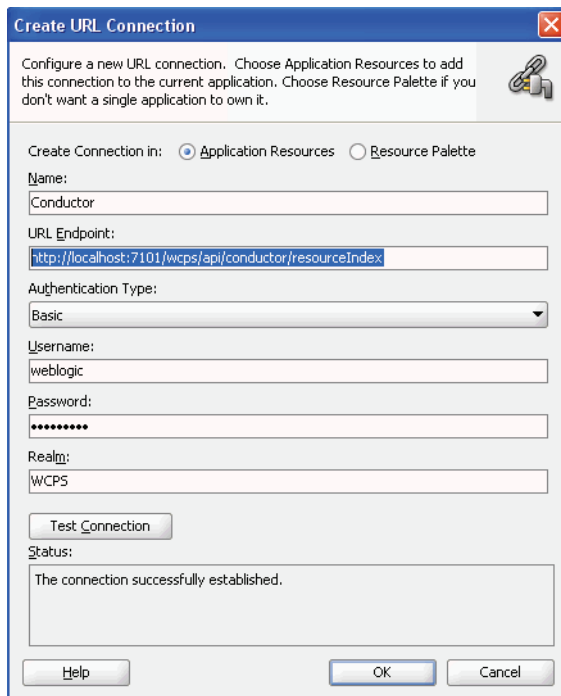 Create URL Connection
Configure a new URL connection. Choose Application Resources to add
this connection to the current application. Choose Resource Palette if you
don't want a single application to own it.
Create Connection in: Application Resources Resource Palette
Name:
Conductor
URL Endpoint:
http://localhost:7101/wcps/api/conductor/resourceIndex
Authentication Type:
Basic
Username:
weblogic
Password:
•••••••••
Realm:
WCPS
Test Connection
Status:
The connection successfully established.
Help OK Cancel